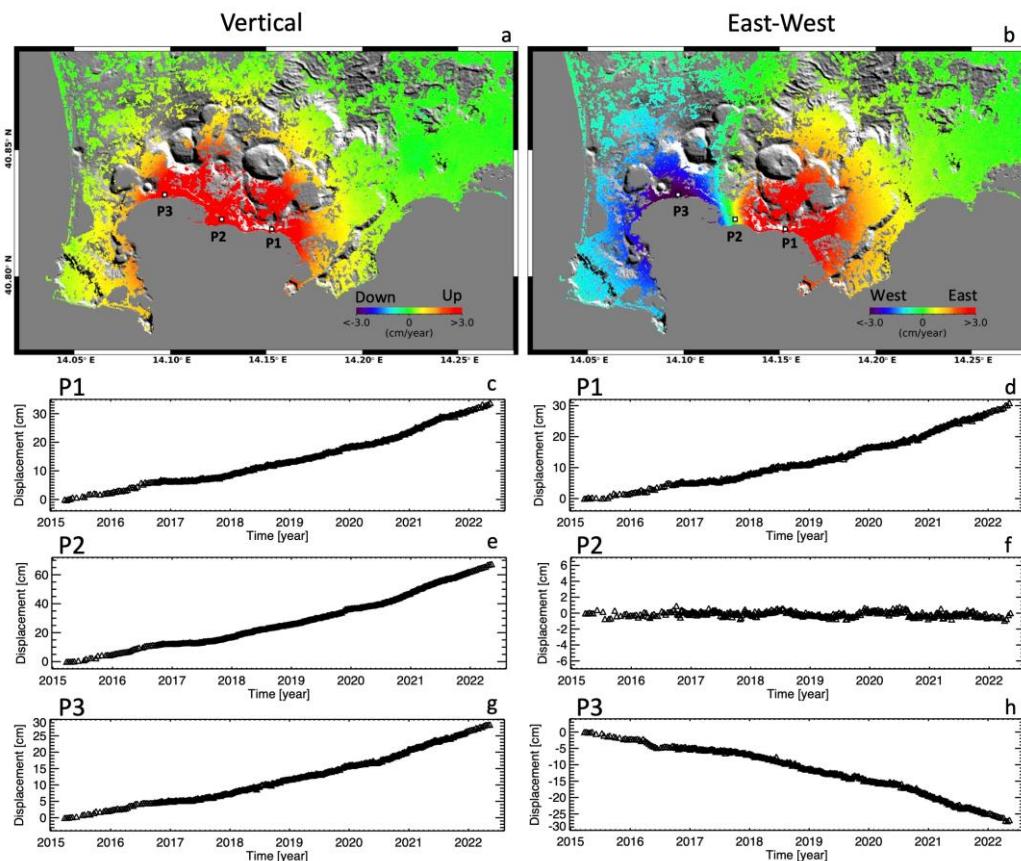 Vertical
East-West
a
b
40.85 N
40.80 N
P3
P2
P1
P3
P2
P1
Down Up
<-3.0 0 >3.0
(cm/year)
West East
<-3.0 0 >3.0
(cm/year)
14.05° E 14.10° E 14.15° E 14.20° E 14.25° E
14.05° E 14.10° E 14.15° E 14.20° E 14.25° E
P1
c
Displacement [cm]
30
20
10
0
2015 2016 2017 2018 2019 2020 2021 2022
Time [year]
P1
d
Displacement [cm]
30
20
10
0
2015 2016 2017 2018 2019 2020 2021 2022
Time [year]
P2
e
Displacement [cm]
60
40
20
0
2015 2016 2017 2018 2019 2020 2021 2022
Time [year]
P2
f
Displacement [cm]
6
4
2
0
-2
-4
-6
2015 2016 2017 2018 2019 2020 2021 2022
Time [year]
P3
g
Displacement [cm]
30
25
20
15
10
5
0
2015 2016 2017 2018 2019 2020 2021 2022
Time [year]
P3
h
Displacement [cm]
0
-5
-10
-15
-20
-25
-30
2015 2016 2017 2018 2019 2020 2021 2022
Time [year]